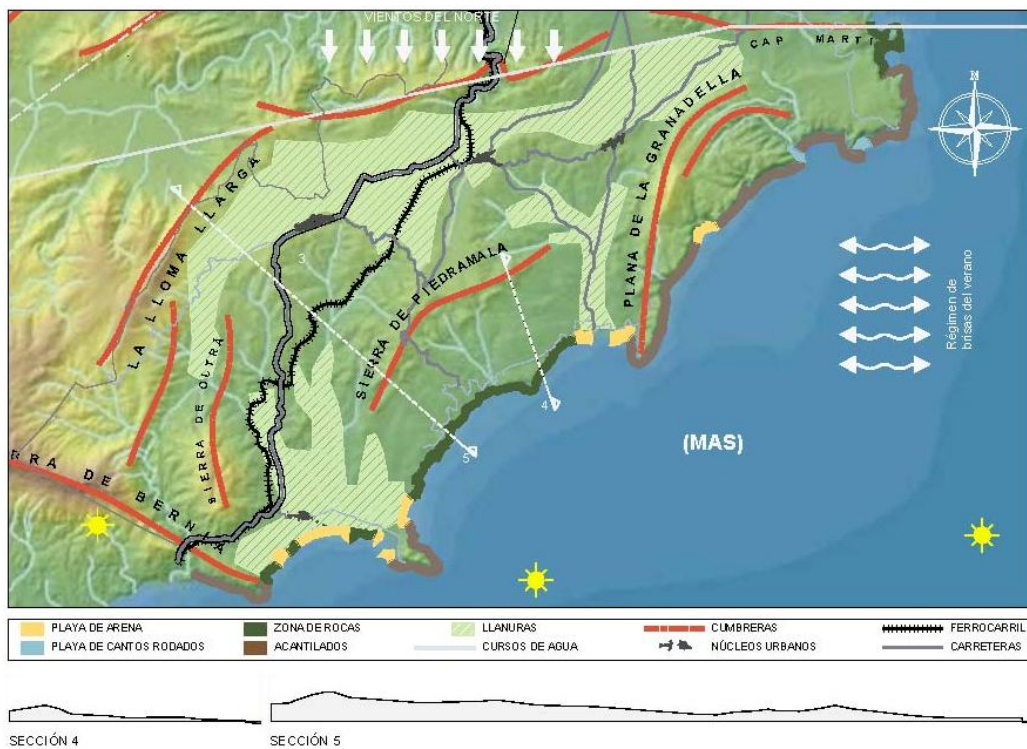 VIENTOS DEL NORTE
CAP MARTI
N
LA LLOMA LLARGA
PLANA DE LA GRANADELLA
3
SIERRA DE PIEDRAMALA
SIERRA DE OLTRÁ
Régimen de
brisas del verano
4
5
(MAS)
RRA DE BERNIA
PLAYA DE ARENA
ZONA DE ROCAS
LLANURAS
CUMBRERAS
FERROCARRIL
PLAYA DE CANTOS RODADOS
ACANTILADOS
CURSOS DE AGUA
NÚCLEOS URBANOS
CARRETERAS
SECCIÓN 4
SECCIÓN 5